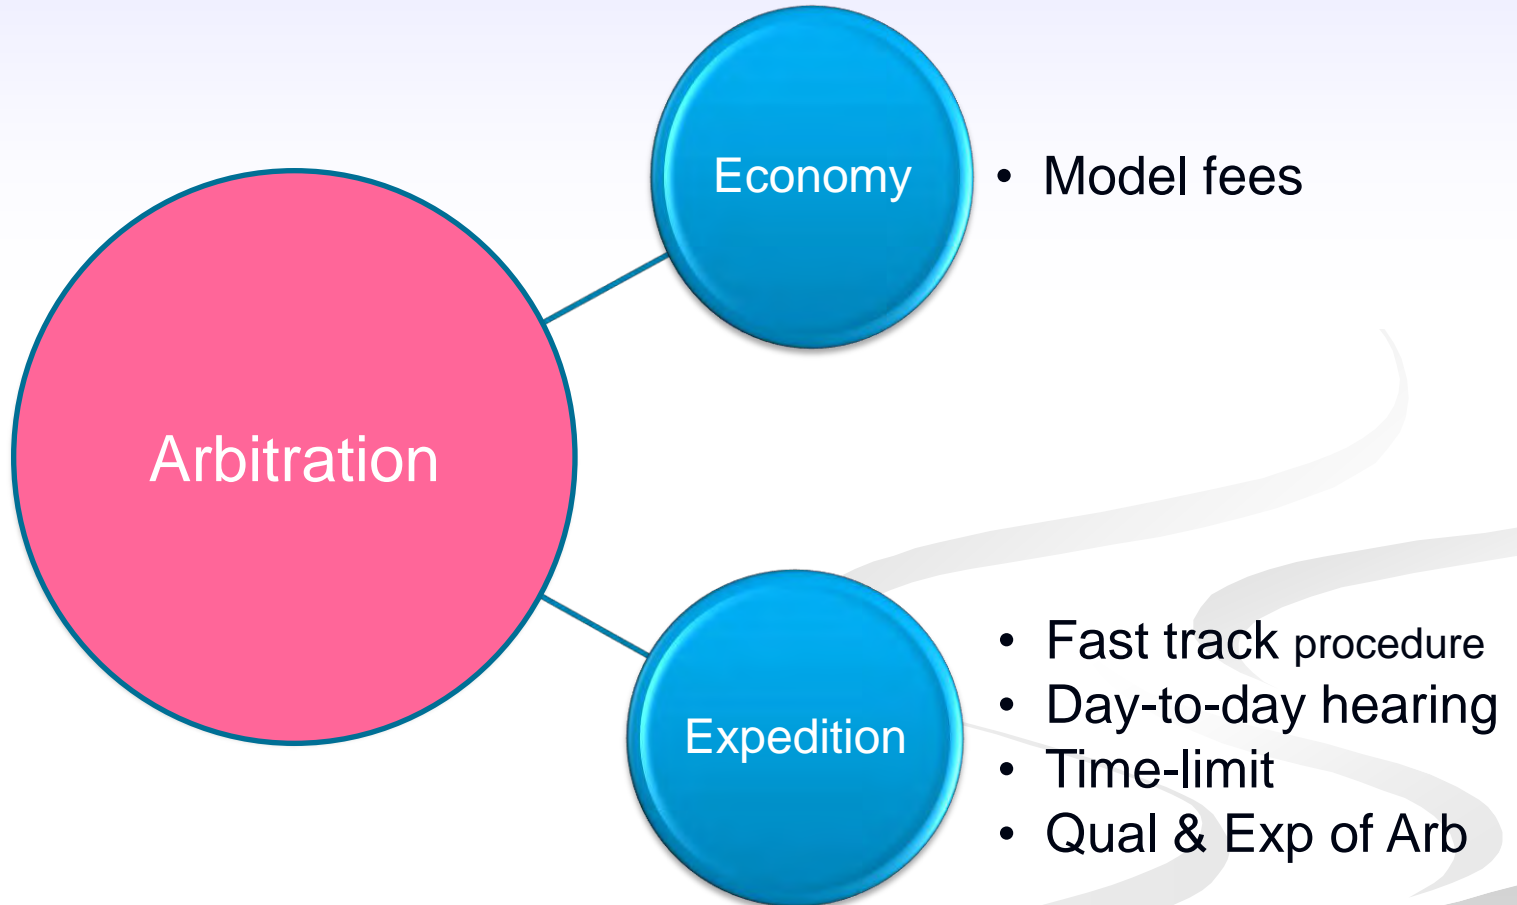 Arbitration
Economy
• Model fees
Expedition
• Fast track procedure
• Day-to-day hearing
• Time-limit
• Qual & Exp of Arb